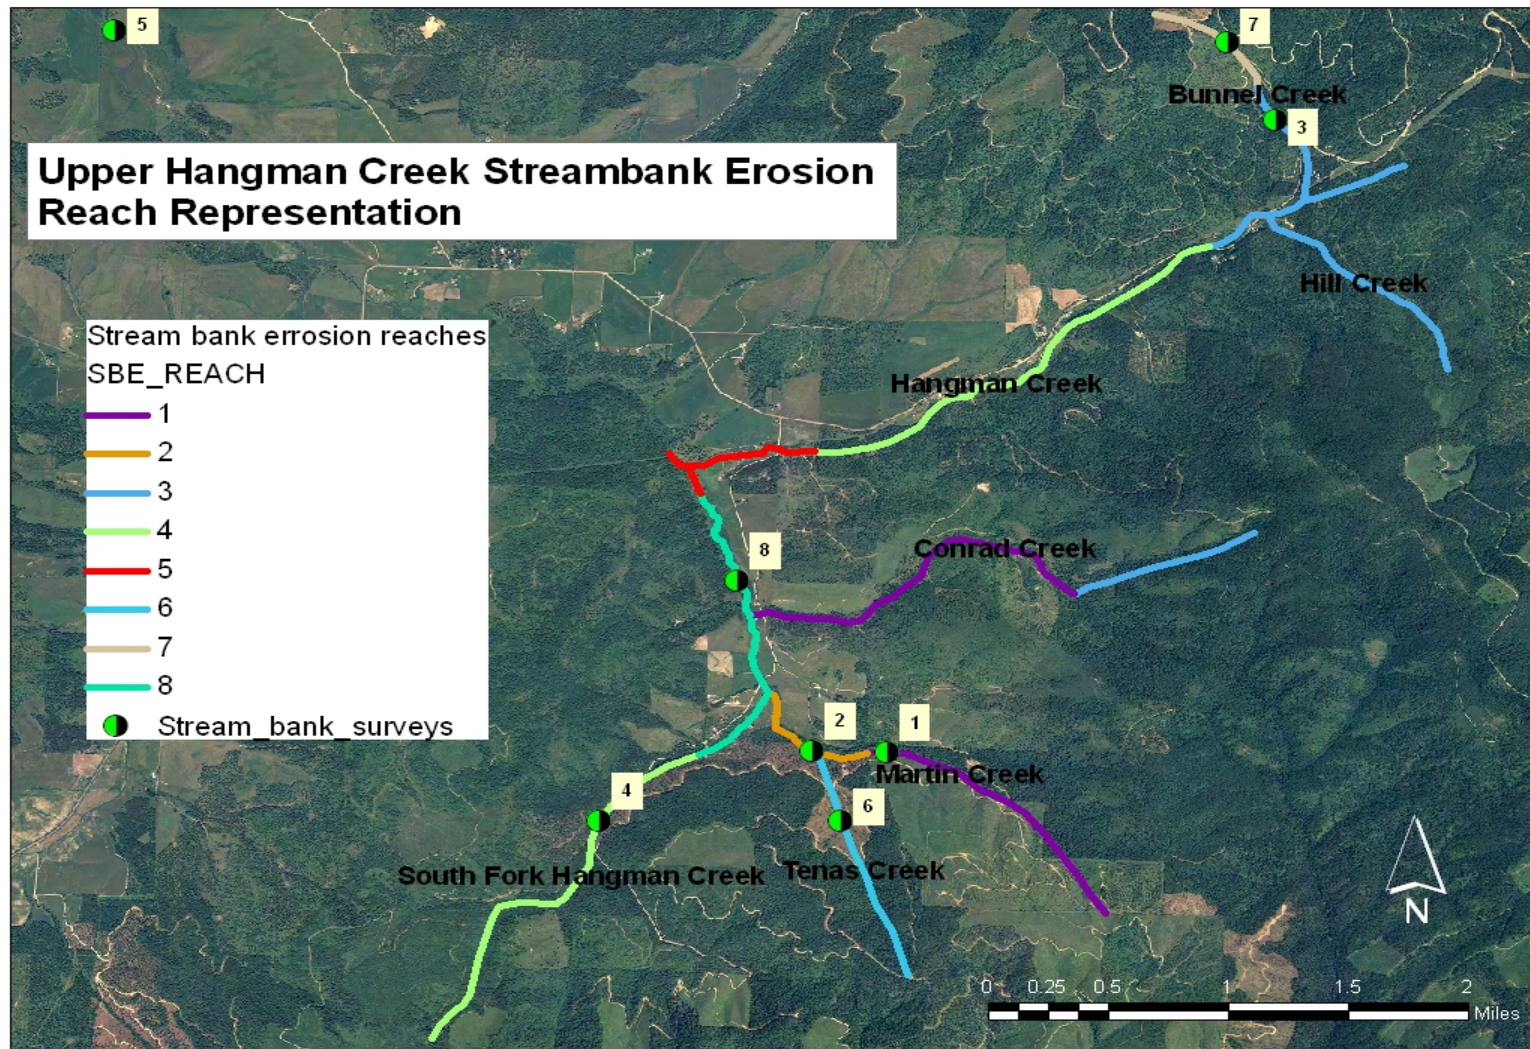 5
7
Bunnel Creek
3
Upper Hangman Creek Streambank Erosion
Reach Representation
Hill Creek
Stream bank errosion reaches
SBE_REACH
1
2
3
4
5
6
7
8
Stream_bank_surveys
Hangman Creek
8
Conrad Creek
2
1
Martin Creek
4
6
South Fork Hangman Creek
Tenas Creek
N
0 0.25 0.5 1 1.5 2
Miles